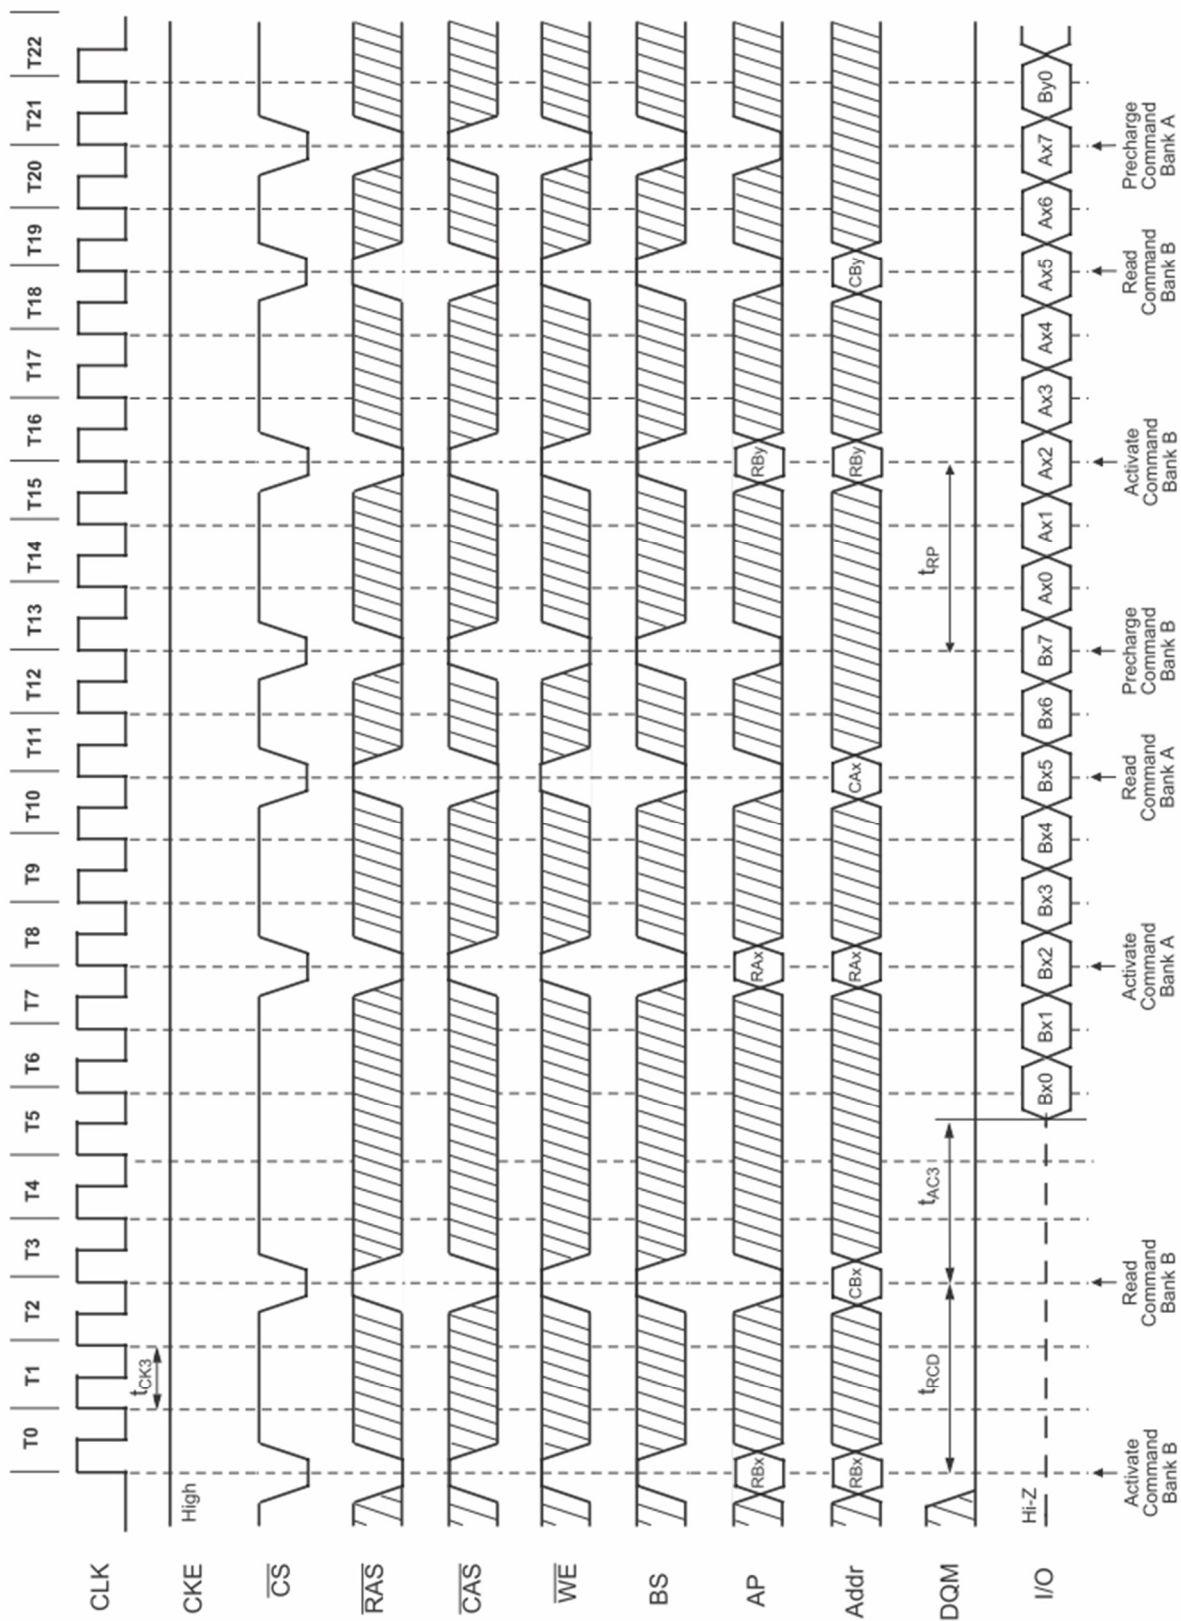 T0 T1 T2 T3 T4 T5 T6 T7 T8 T9 T10 T11 T12 T13 T14 T15 T16 T17 T18 T19 T20 T21 T22
CLK
tCK3
CKE
High
CS
RAS
CAS
WE
BS
AP
RBx RAx RBy
Addr
RBx CBx RAx CAx RBy CBy
DQM
tRCD tAC3 tRP
I/O
Hi-Z
Bx0 Bx1 Bx2 Bx3 Bx4 Bx5 Bx6 Bx7 Ax0 Ax1 Ax2 Ax3 Ax4 Ax5 Ax6 Ax7 By0
Activate
Command
Bank B
Read
Command
Bank B
Activate
Command
Bank A
Read
Command
Bank A
Precharge
Command
Bank B
Activate
Command
Bank B
Read
Command
Bank B
Precharge
Command
Bank A